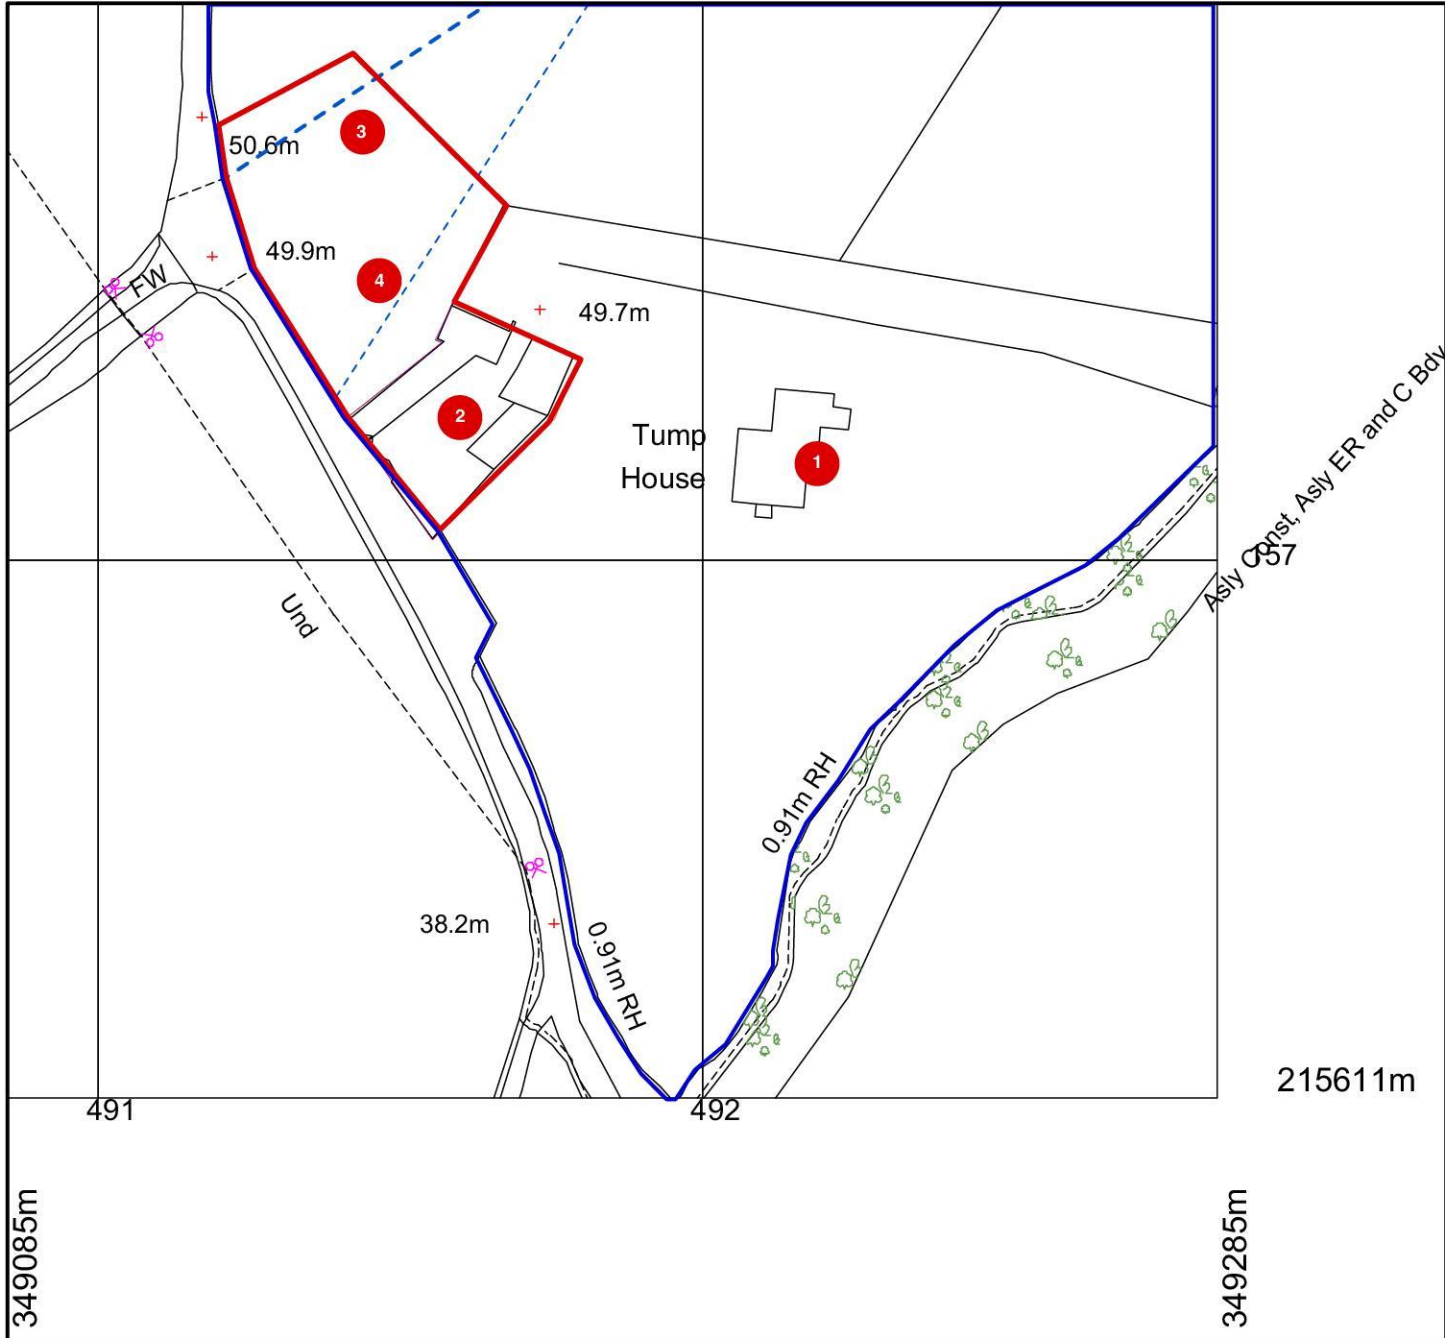 3
50.6m
49.9m
4
FW
49.7m
2
Tump
House
1
Asly Const, Asly ER and C Bdy
757
Und
0.91m RH
38.2m
0.91m RH
215611m
491
492
349085m
349285m